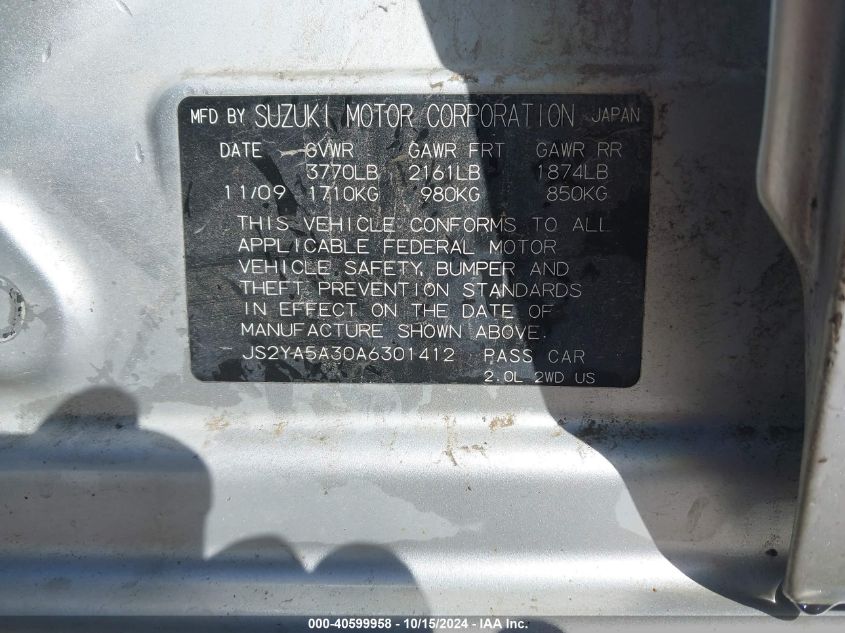 MFD BY SUZUKI MOTOR CORPORATION JAPAN
DATE GVWR GAWR FRT GAWR RR
3770LB 2161LB 1874LB
11/09 1710KG 980KG 850KG
THIS VEHICLE CONFORMS TO ALL
APPLICABLE FEDERAL MOTOR
VEHICLE SAFETY, BUMPER AND
THEFT PREVENTION STANDARDS
IN EFFECT ON THE DATE OF
MANUFACTURE SHOWN ABOVE.
JS2YA5A30A6301412 PASS CAR
2.0L 2WD US
000-40599958 - 10/15/2024 - IAA Inc.